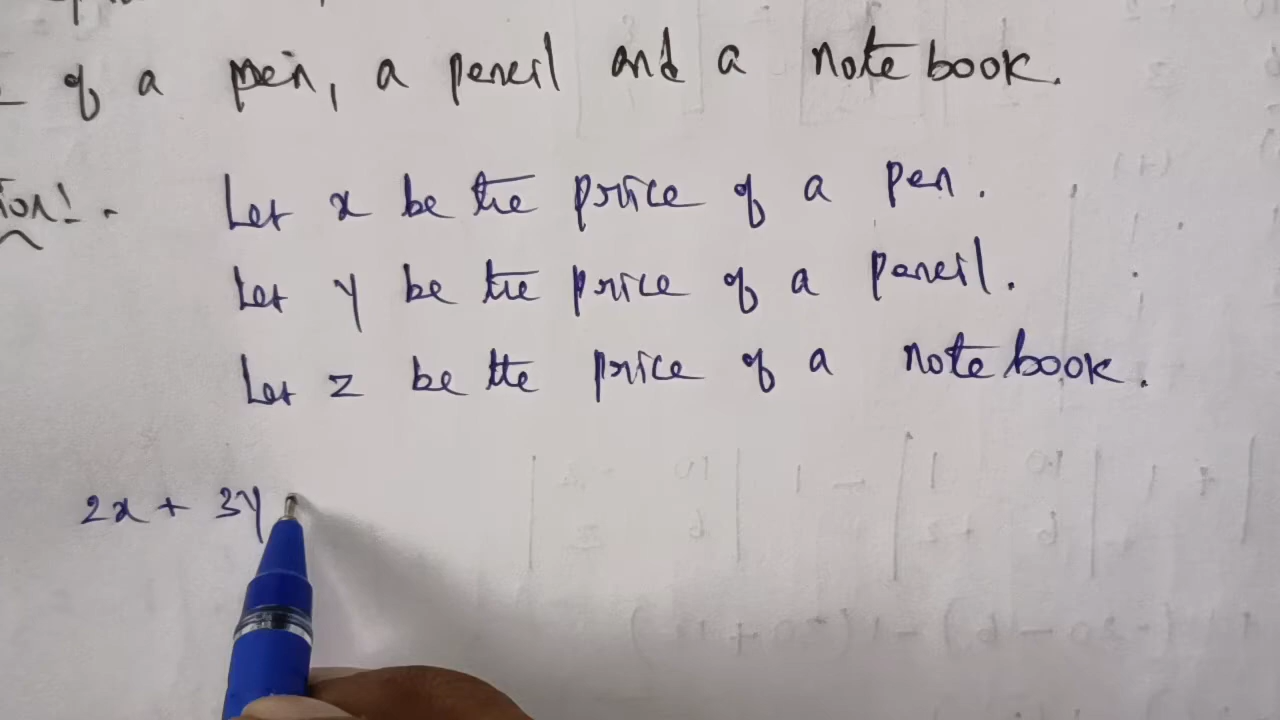 of a pen, a pencil and a note book.
Let x be the price of a pen.
Let y be the price of a pencil.
Let z be the price of a note book.
2x + 3y